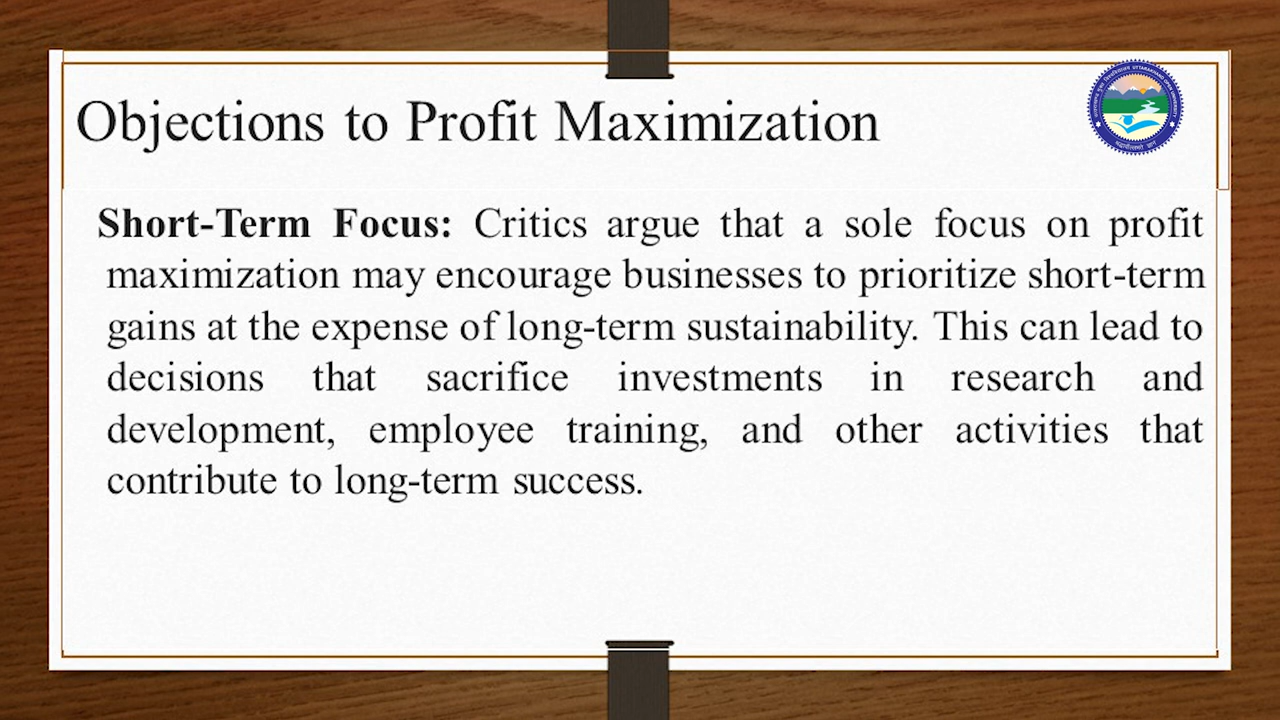 Objections to Profit Maximization
Short-Term Focus: Critics argue that a sole focus on profit
maximization may encourage businesses to prioritize short-term
gains at the expense of long-term sustainability. This can lead to
decisions that sacrifice investments in research and
development, employee training, and other activities that
contribute to long-term success.